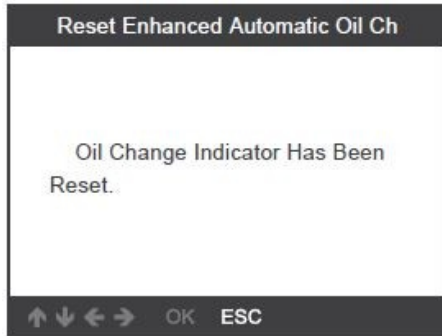 Reset Enhanced Automatic Oil Ch
Oil Change Indicator Has Been
Reset.
OK ESC